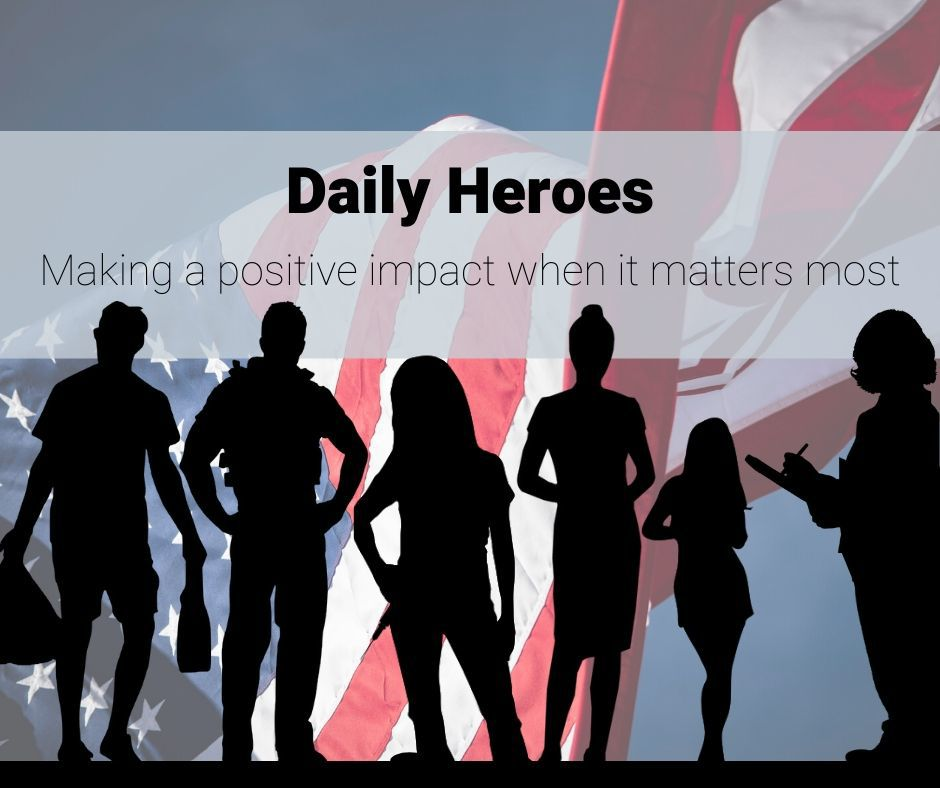 Daily Heroes
Making a positive impact when it matters most